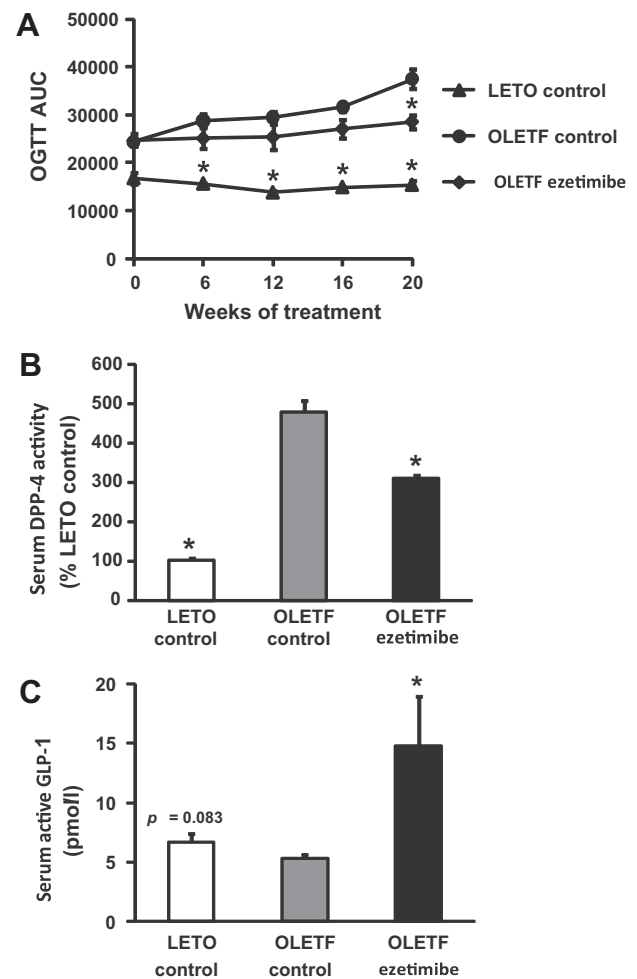 A
50000
40000
30000
20000
10000
0
OGTT AUC
*
* * * * *
0 6 12 16 20
Weeks of treatment
LETO control
OLETF control
OLETF ezetimibe
B
600
500
400
300
200
100
0
Serum DPP-4 activity
(% LETO control)
*
*
LETO
control
OLETF
control
OLETF
ezetimibe
C
20
15
10
5
0
Serum active GLP-1
(pmol/l)
p = 0.083
*
LETO
control
OLETF
control
OLETF
ezetimibe